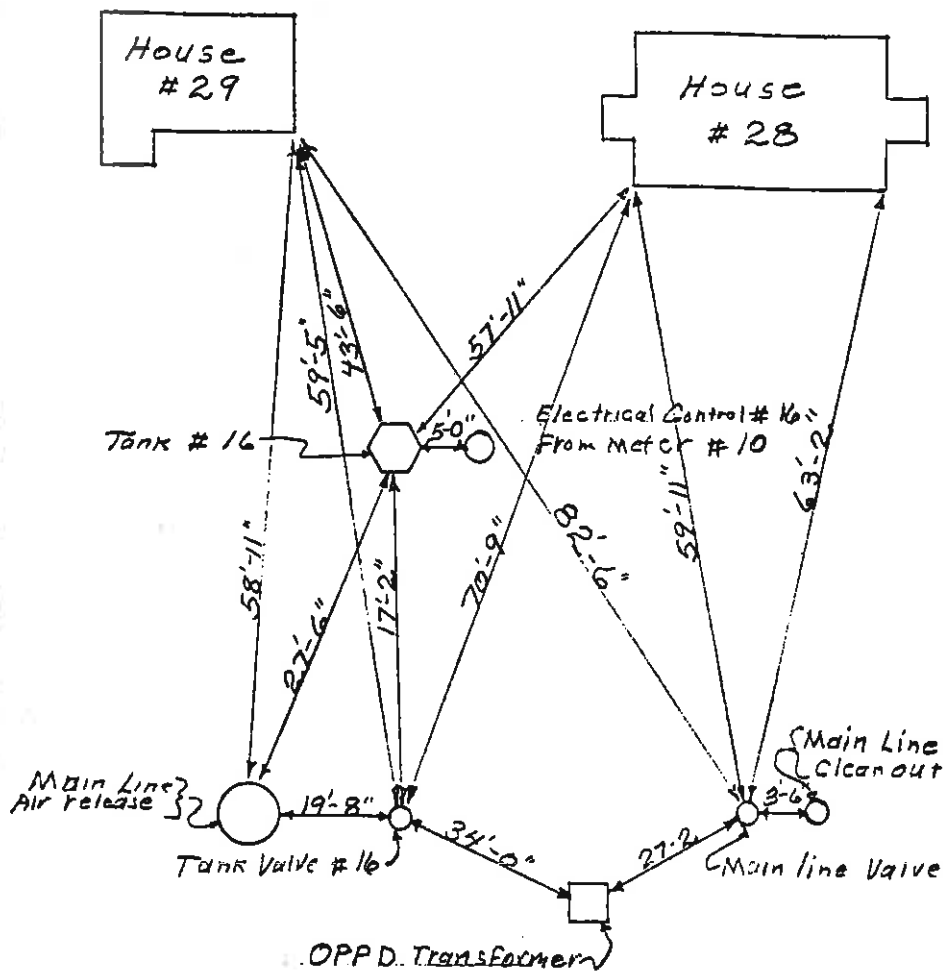 House
# 29
House
# 28
59'-5"
43'-6"
57'-11"
Tank # 16
5'-0"
Electrical Control # 16
From Meter # 10
58'-11"
27'-6"
17'-2"
70'-9"
82'-6"
59'-11"
63'-2
Main Line
Air release
19'-8"
Tank Valve # 16
34'-0"
27-2
3'-6"
Main Line
Clean out
Main line Valve
OPPD. Transformer